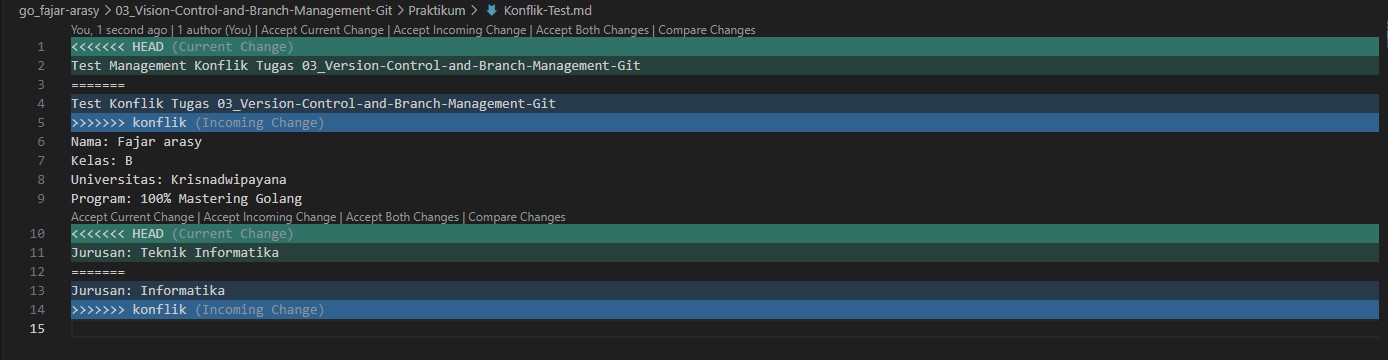 go_fajar-arasy > 03_Vision-Control-and-Branch-Management-Git > Praktikum > Konflik-Test.md
You, 1 second ago | 1 author (You) | Accept Current Change | Accept Incoming Change | Accept Both Changes | Compare Changes
1 <<<<<<< HEAD (Current Change)
2 Test Management Konflik Tugas 03_Version-Control-and-Branch-Management-Git
3 =======
4 Test Konflik Tugas 03_Version-Control-and-Branch-Management-Git
5 >>>>>>> konflik (Incoming Change)
6 Nama: Fajar arasy
7 Kelas: B
8 Universitas: Krisnadwipayana
9 Program: 100% Mastering Golang
Accept Current Change | Accept Incoming Change | Accept Both Changes | Compare Changes
10 <<<<<<< HEAD (Current Change)
11 Jurusan: Teknik Informatika
12 =======
13 Jurusan: Informatika
14 >>>>>>> konflik (Incoming Change)
15